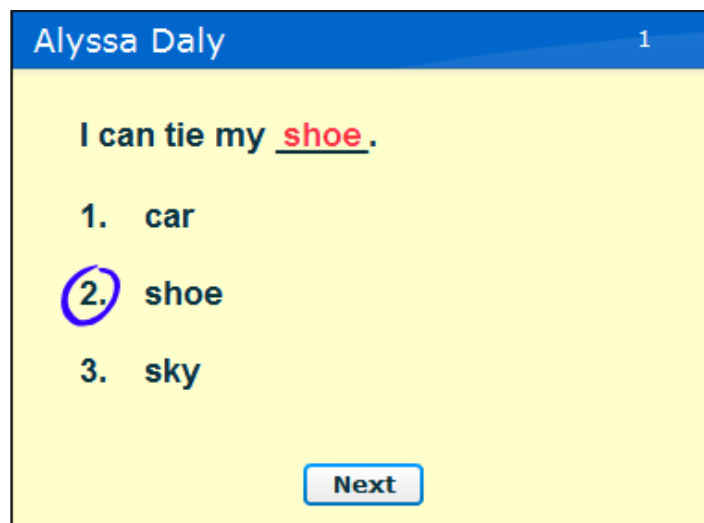 Alyssa Daly 1
I can tie my shoe.
1. car
2. shoe
3. sky
Next